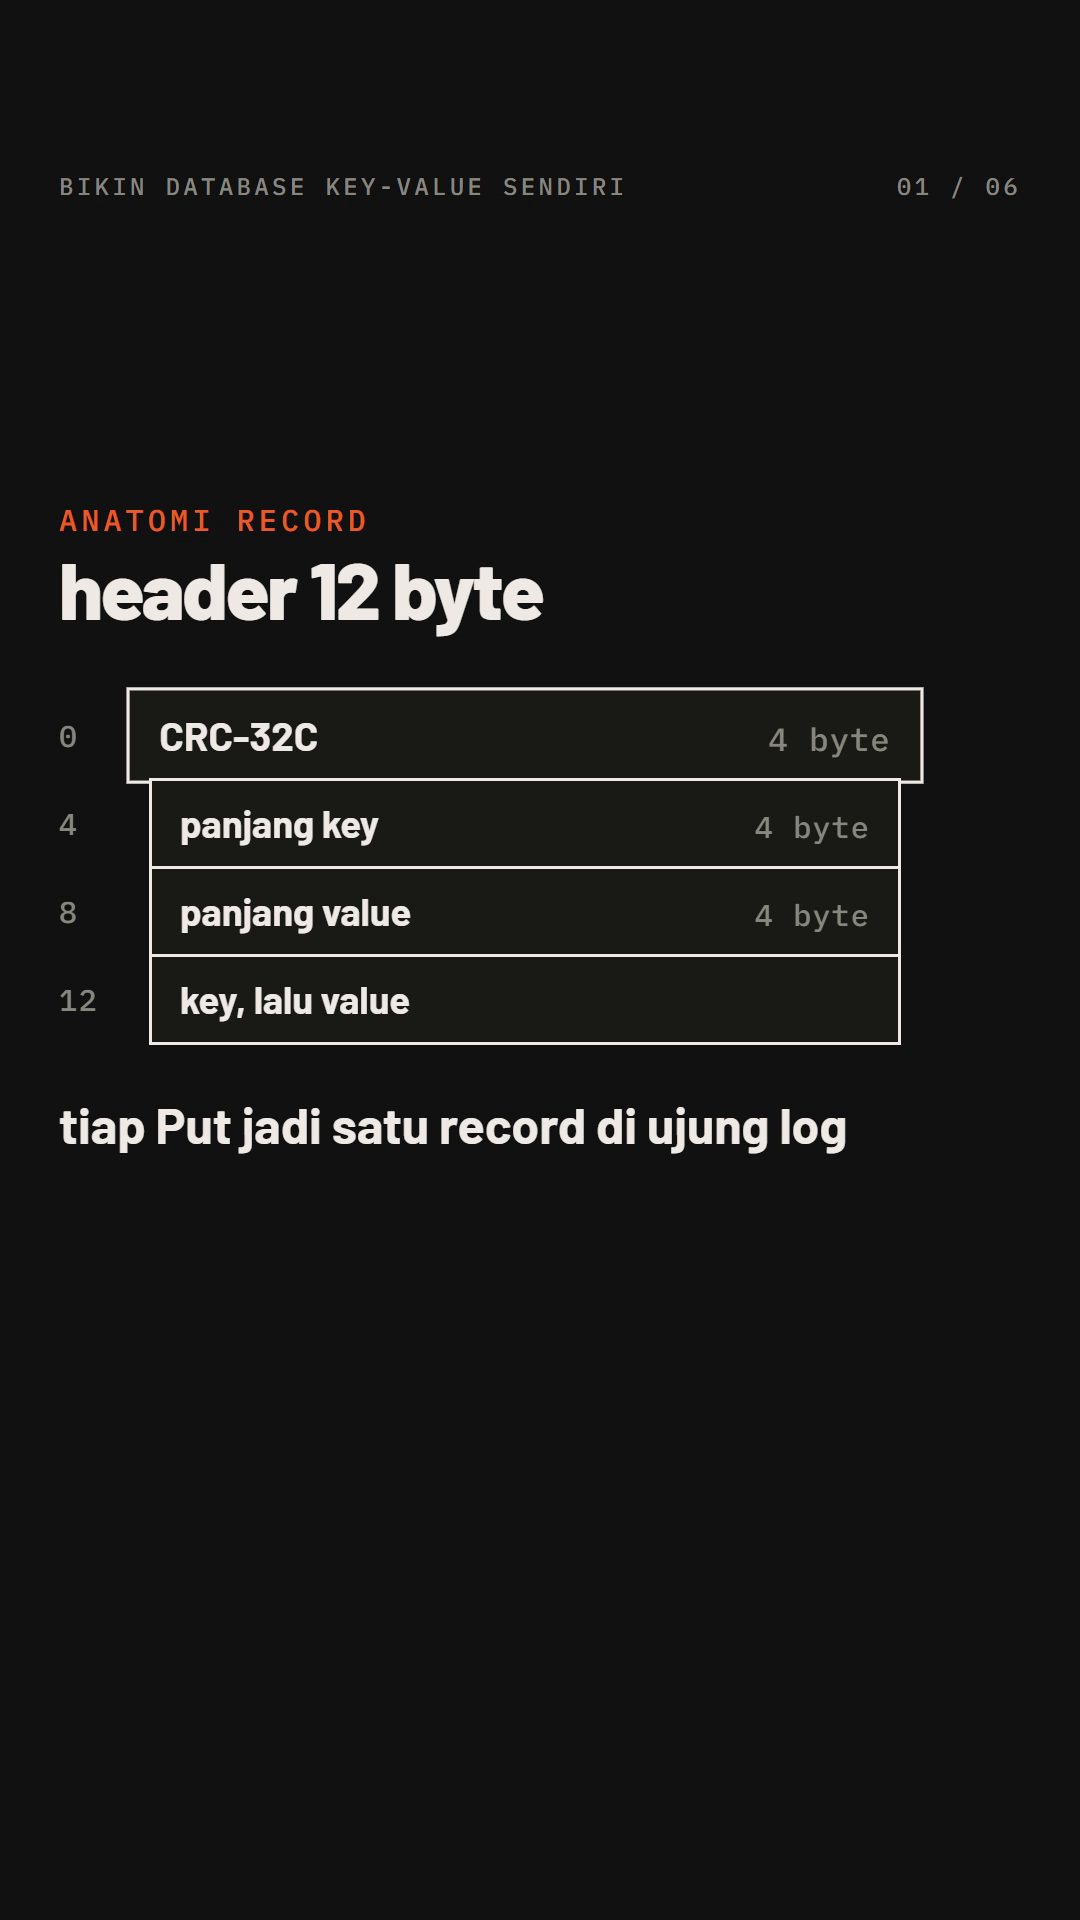 BIKIN DATABASE KEY-VALUE SENDIRI 01 / 06
ANATOMI RECORD
header 12 byte
0 CRC-32C 4 byte
4 panjang key 4 byte
8 panjang value 4 byte
12 key, lalu value
tiap Put jadi satu record di ujung log